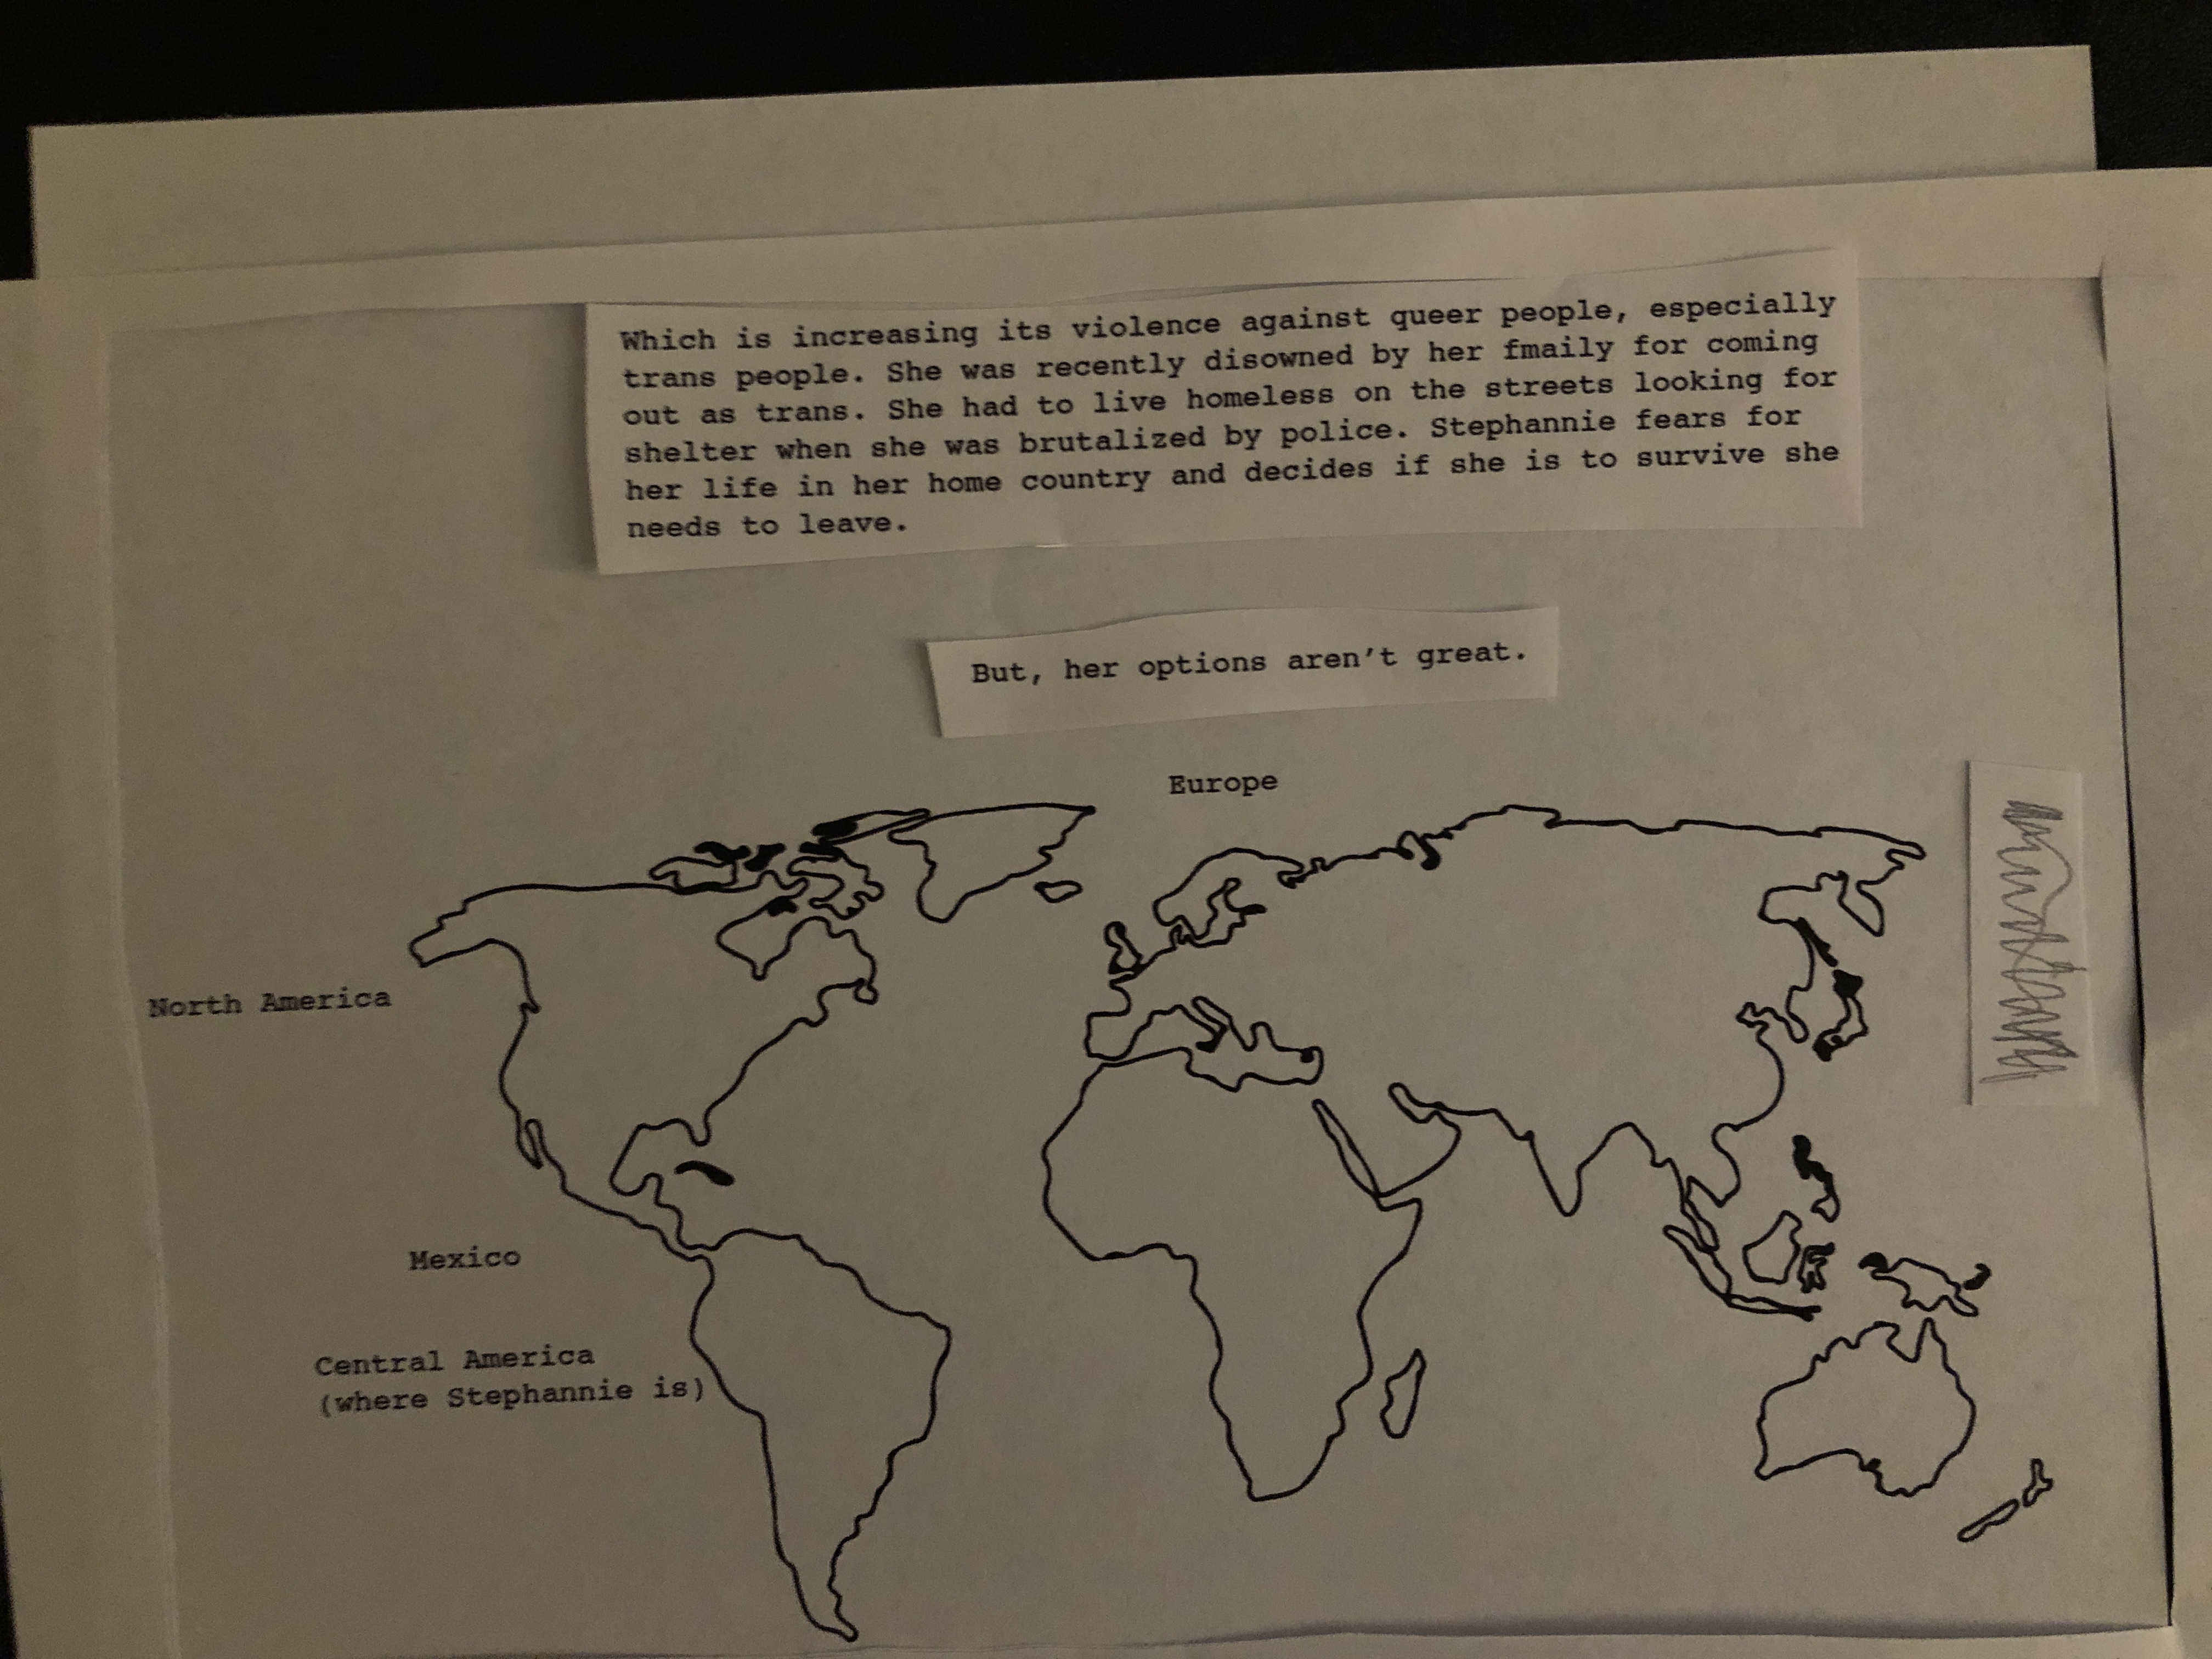 Which is increasing its violence against queer people, especially
trans people. She was recently disowned by her fmaily for coming
out as trans. She had to live homeless on the streets looking for
shelter when she was brutalized by police. Stephannie fears for
her life in her home country and decides if she is to survive she
needs to leave.
But, her options aren't great.
Europe
North America
Mexico
Central America
(where Stephannie is)